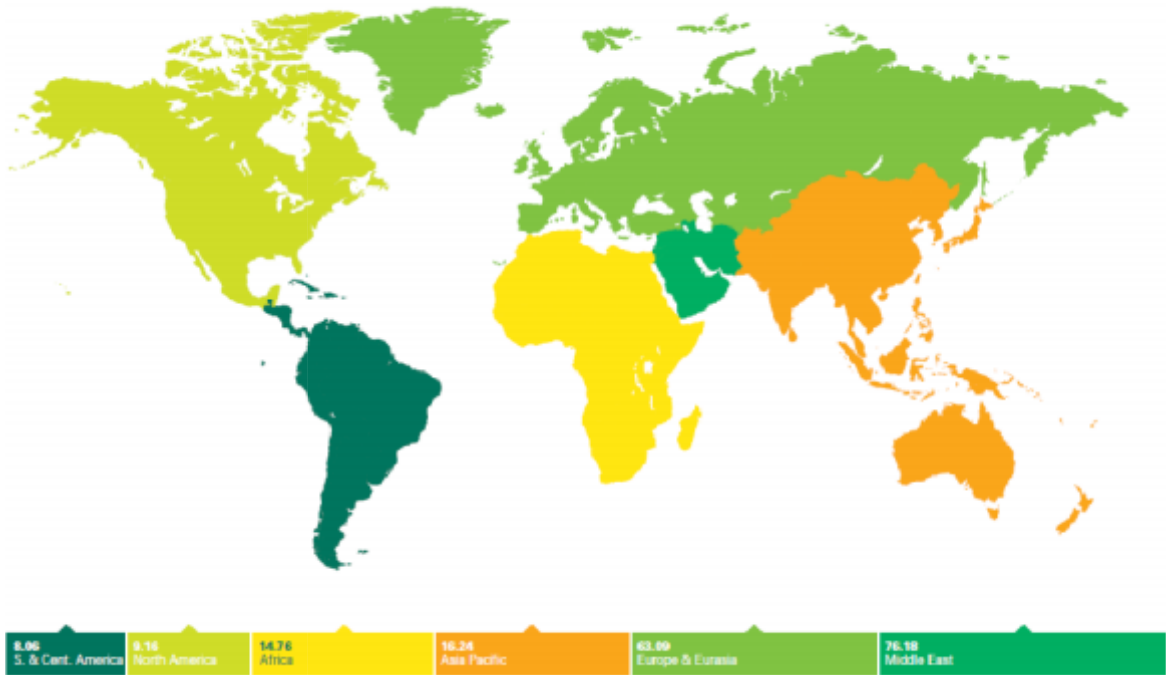 8.06
S. & Cent. America
9.16
North America
14.76
Africa
16.24
Asia Pacific
63.09
Europe & Eurasia
76.18
Middle East